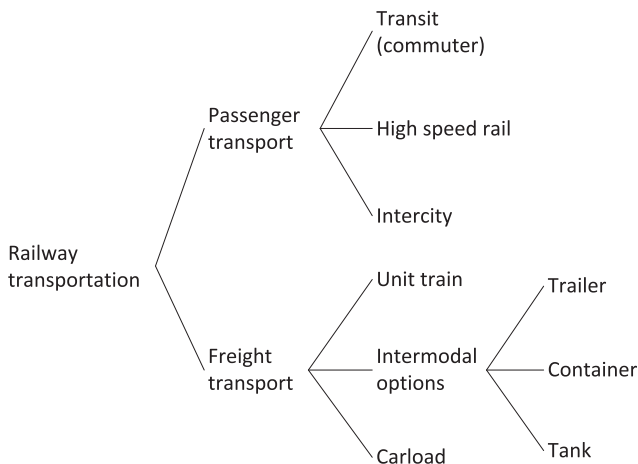 Transit
(commuter)
Passenger
transport
High speed rail
Intercity
Railway
transportation
Unit train
Trailer
Freight
transport
Intermodal
options
Container
Carload
Tank